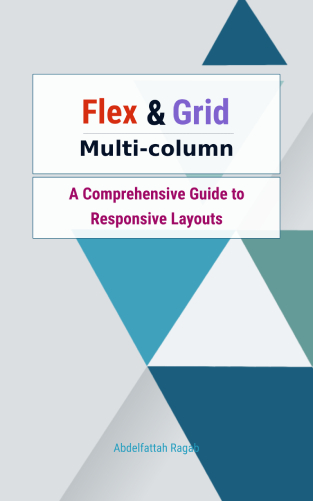 Flex & Grid
Multi-column
A Comprehensive Guide to
Responsive Layouts
Abdelfattah Ragab